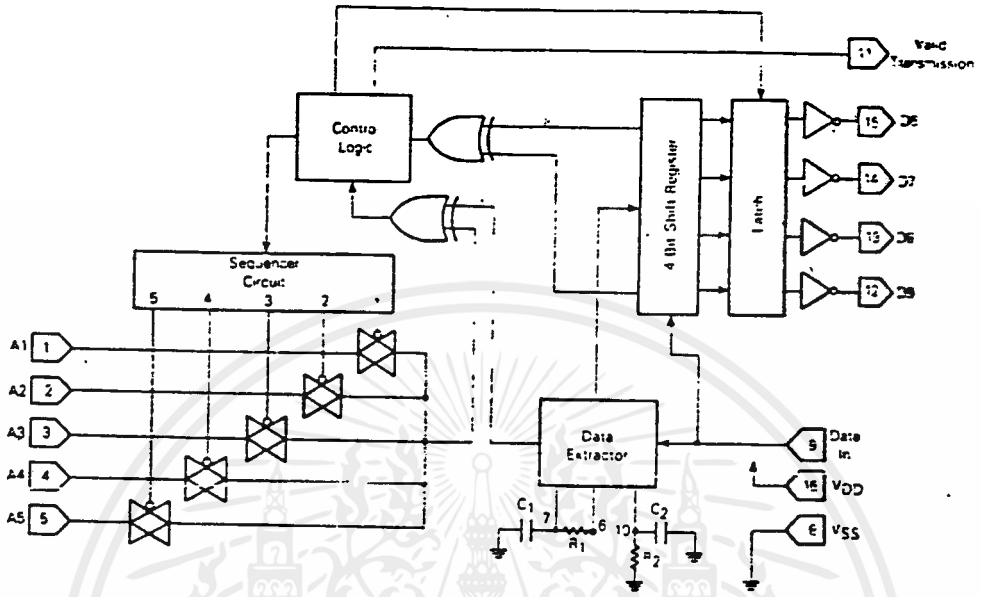 11
Transmission
Control
Logic
4 Bit Shift Register
Latch
15
D6
14
D7
13
D8
12
D9
Sequencer
Circuit
5 4 3 2 1
A1 1
A2 2
A3 3
A4 4
A5 5
Data
Extractor
9 Data
In
16 VDD
8 VSS
C1
7
R1
6
10
C2
R2